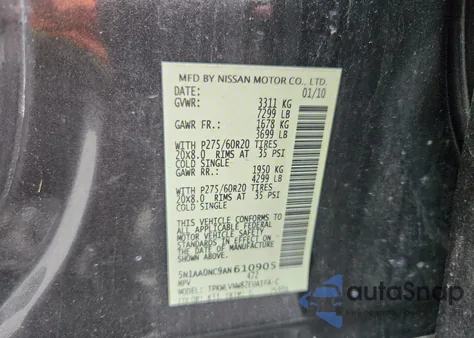 MFD BY NISSAN MOTOR CO., LTD.
DATE: 01/10
GVWR: 3311 KG
7299 LB
GAWR FR.: 1678 KG
3699 LB
WITH P275/60R20 TIRES
20X8.0 RIMS AT 35 PSI
COLD SINGLE
GAWR RR.: 1950 KG
4299 LB
WITH P275/60R20 TIRES
20X8.0 RIMS AT 35 PSI
COLD SINGLE
THIS VEHICLE CONFORMS TO
ALL APPLICABLE FEDERAL
MOTOR VEHICLE SAFETY
STANDARDS IN EFFECT ON THE
DATE OF MANUFACTURE
SHOWN ABOVE.
5N1AA0NC9AN610905
MPV
MODEL:
COLOR: TRIM:
autoSnap